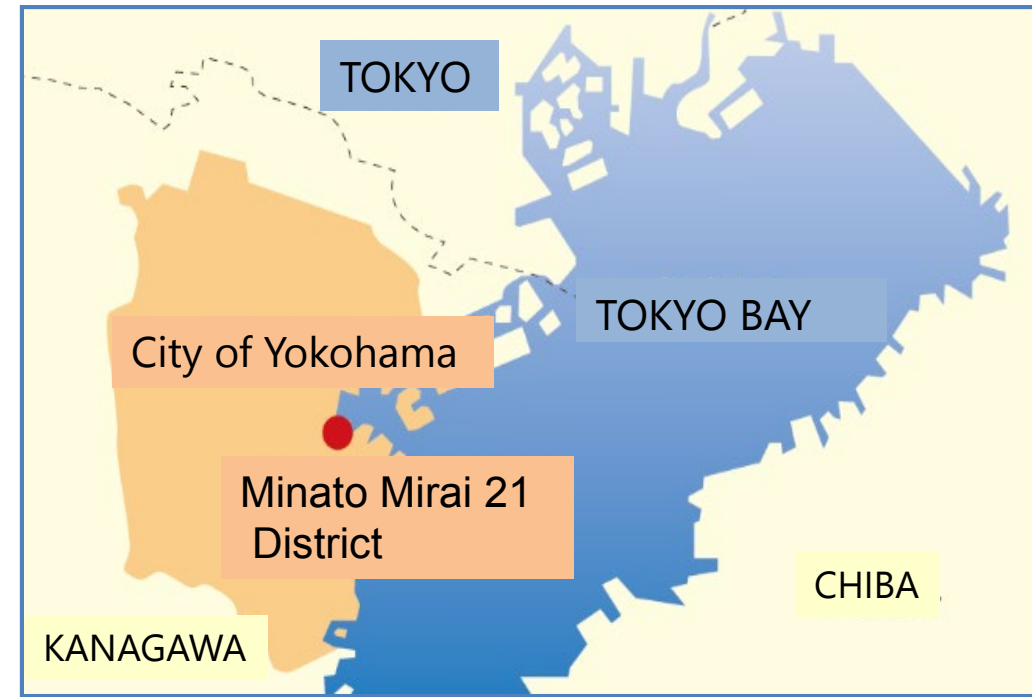 TOKYO
TOKYO BAY
City of Yokohama
Minato Mirai 21
District
CHIBA
KANAGAWA